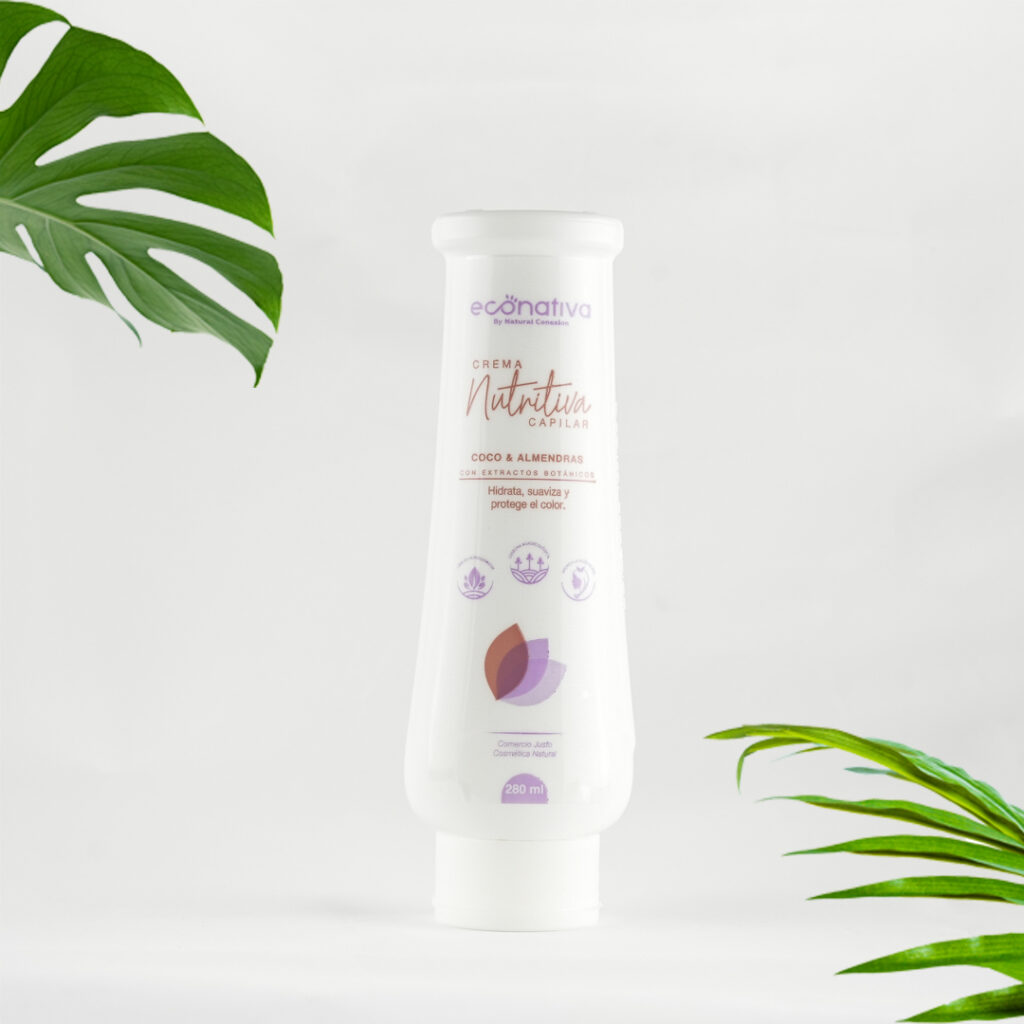 econativa
By Natural Conexion
CREMA
Nutritiva
CAPILAR
COCO & ALMENDRAS
CON EXTRACTOS BOTÁNICOS
Hidrata, suaviza y
protege el color.
Comercio Justo
Cosmética Natural
280 ml